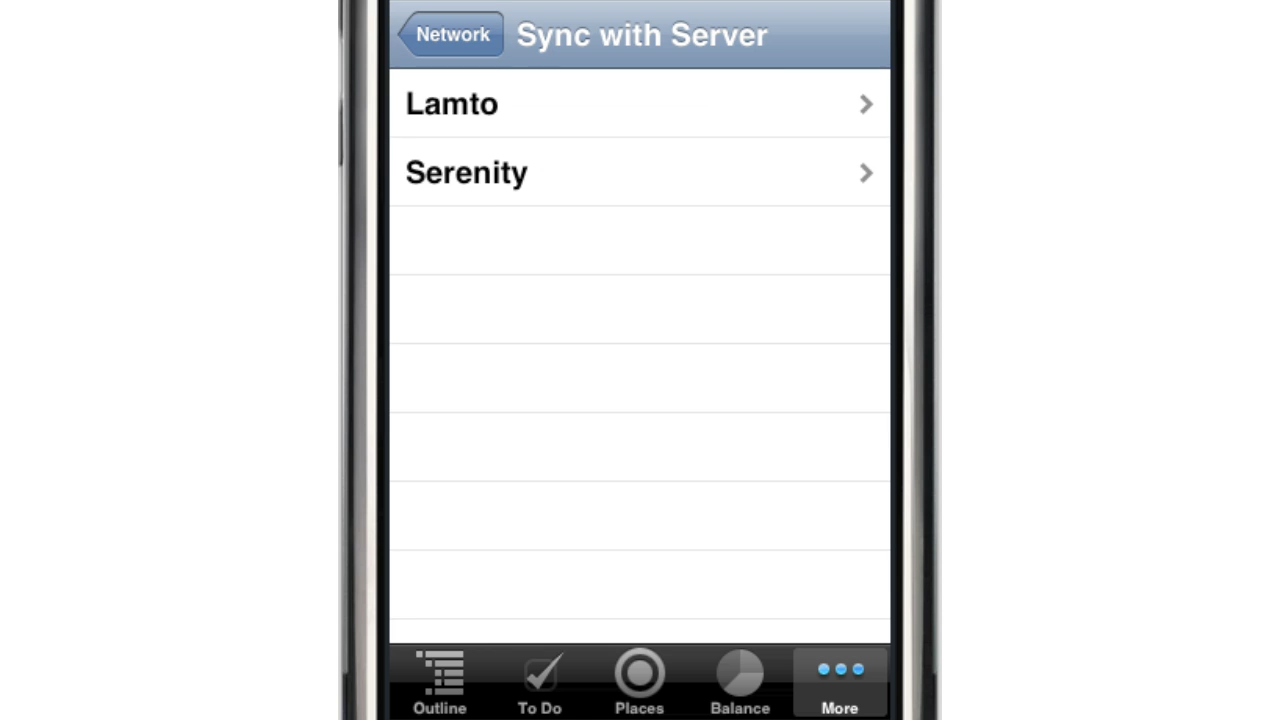 Network
Sync with Server
Lamto
Serenity
Outline
To Do
Places
Balance
More